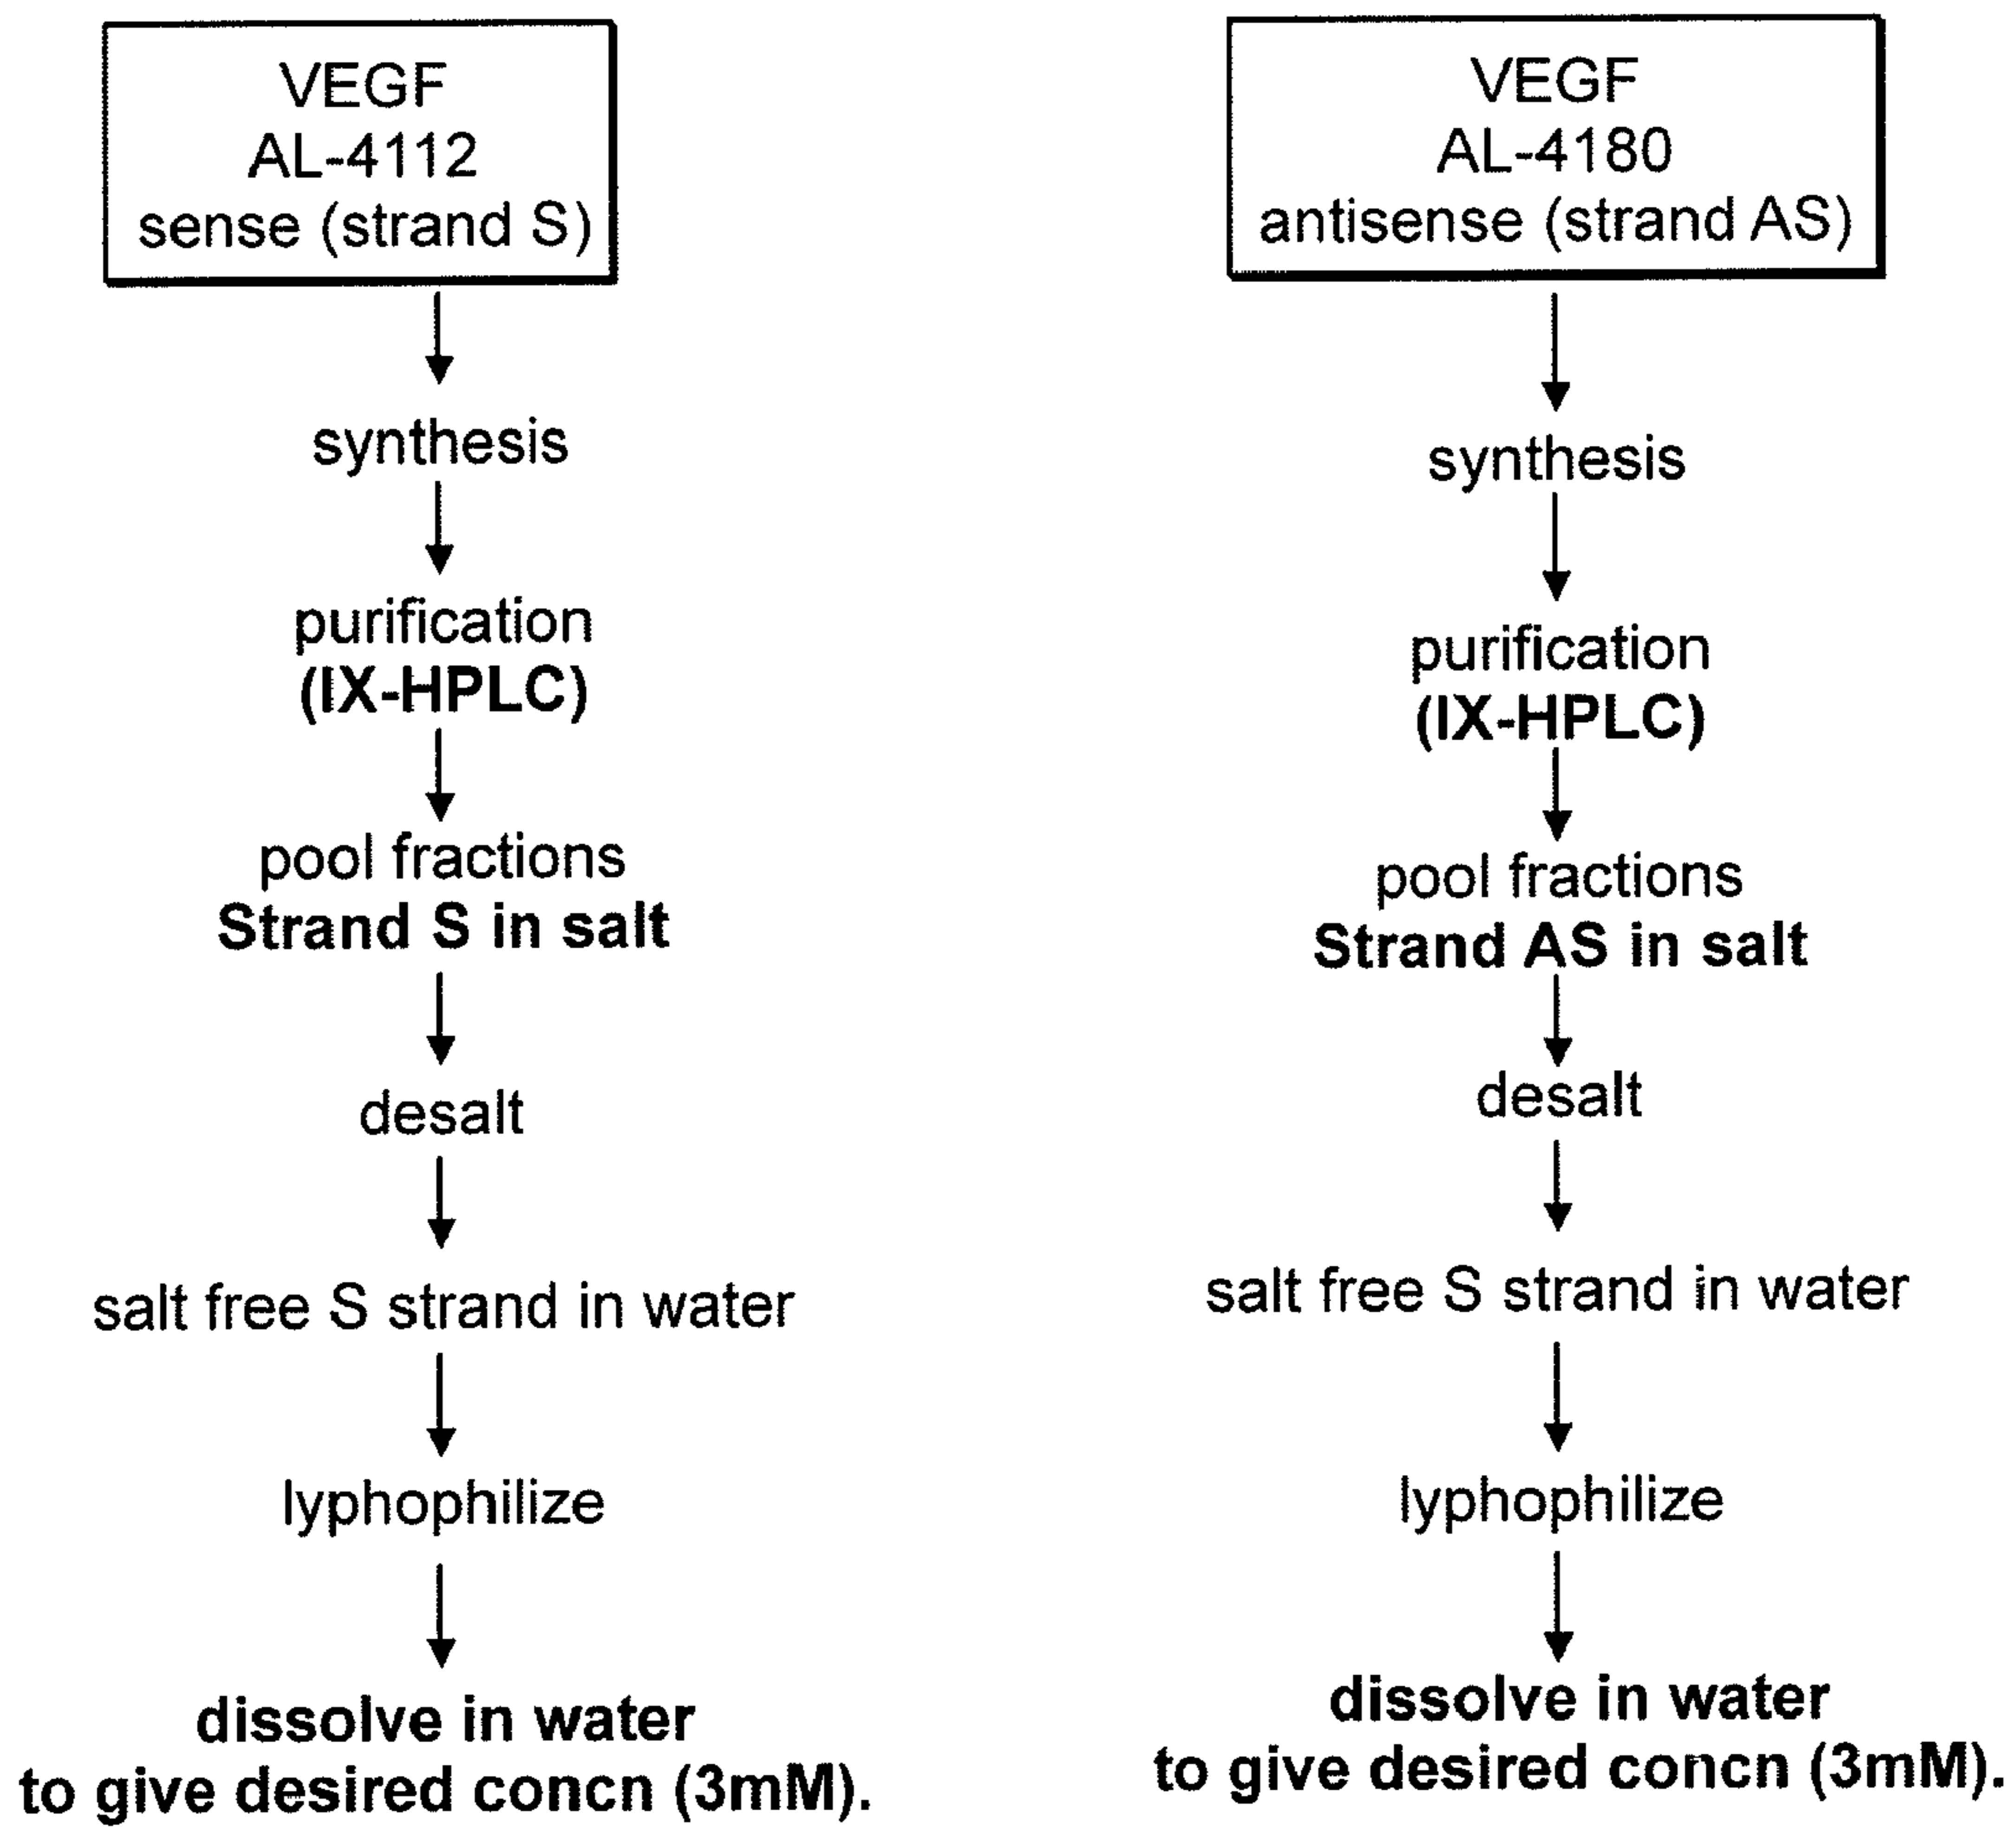 VEGF
AL-4112
sense (strand S)
synthesis
purification
(IX-HPLC)
pool fractions
Strand S in salt
desalt
salt free S strand in water
lyphophilize
dissolve in water
to give desired concn (3mM).
VEGF
AL-4180
antisense (strand AS)
synthesis
purification
(IX-HPLC)
pool fractions
Strand AS in salt
desalt
salt free S strand in water
lyphophilize
dissolve in water
to give desired concn (3mM).